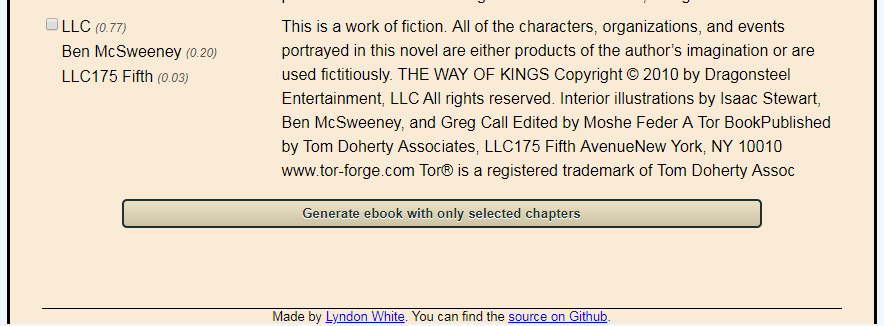 LLC (0.77)
Ben McSweeney (0.20)
LLC175 Fifth (0.03)
This is a work of fiction. All of the characters, organizations, and events
portrayed in this novel are either products of the author’s imagination or are
used fictitiously. THE WAY OF KINGS Copyright © 2010 by Dragonsteel
Entertainment, LLC All rights reserved. Interior illustrations by Isaac Stewart,
Ben McSweeney, and Greg Call Edited by Moshe Feder A Tor BookPublished
by Tom Doherty Associates, LLC175 Fifth AvenueNew York, NY 10010
www.tor-forge.com Tor® is a registered trademark of Tom Doherty Assoc
Generate ebook with only selected chapters
Made by Lyndon White. You can find the source on Github.